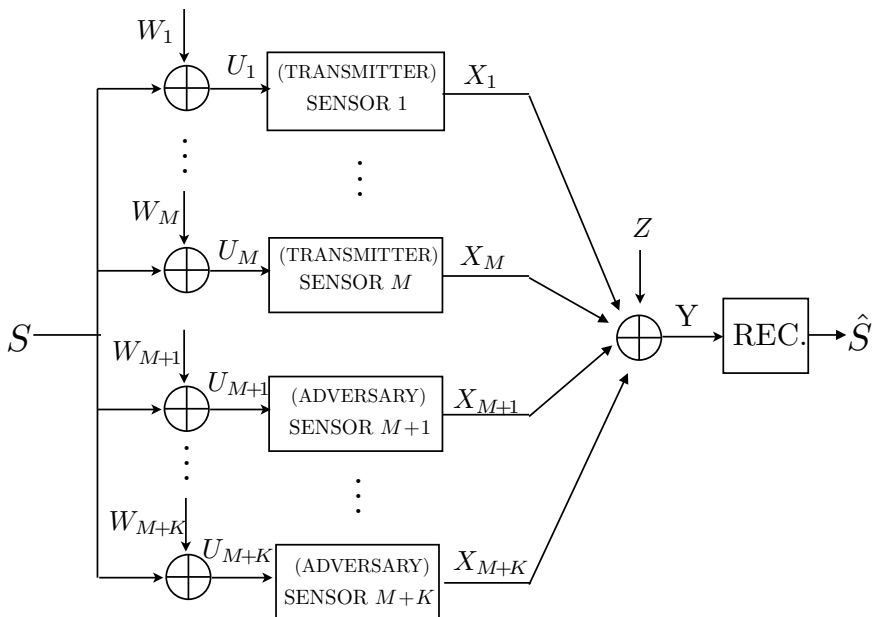 W_1
U_1
(TRANSMITTER)
SENSOR 1
X_1
W_M
U_M
(TRANSMITTER)
SENSOR M
X_M
Z
S
Y
REC.
Ŝ
W_{M+1}
U_{M+1}
(ADVERSARY)
SENSOR M+1
X_{M+1}
W_{M+K}
U_{M+K}
(ADVERSARY)
SENSOR M+K
X_{M+K}